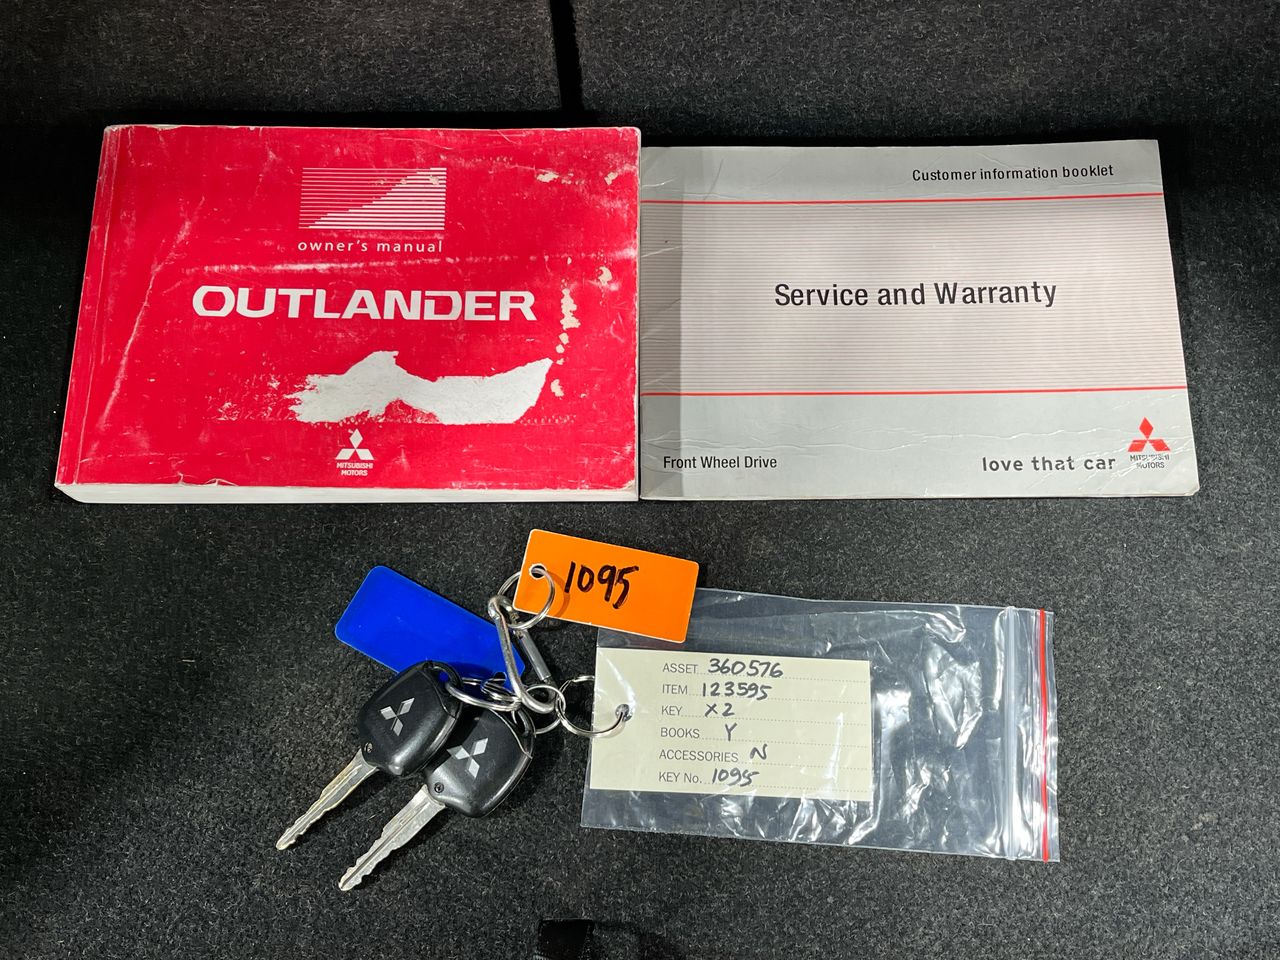 owner's manual
OUTLANDER
MITSUBISHI
MOTORS
Customer information booklet
Service and Warranty
Front Wheel Drive
love that car
MITSUBISHI
MOTORS
1095
ASSET 360576
ITEM 123595
KEY X2
BOOKS Y
ACCESSORIES N
KEY No. 1095